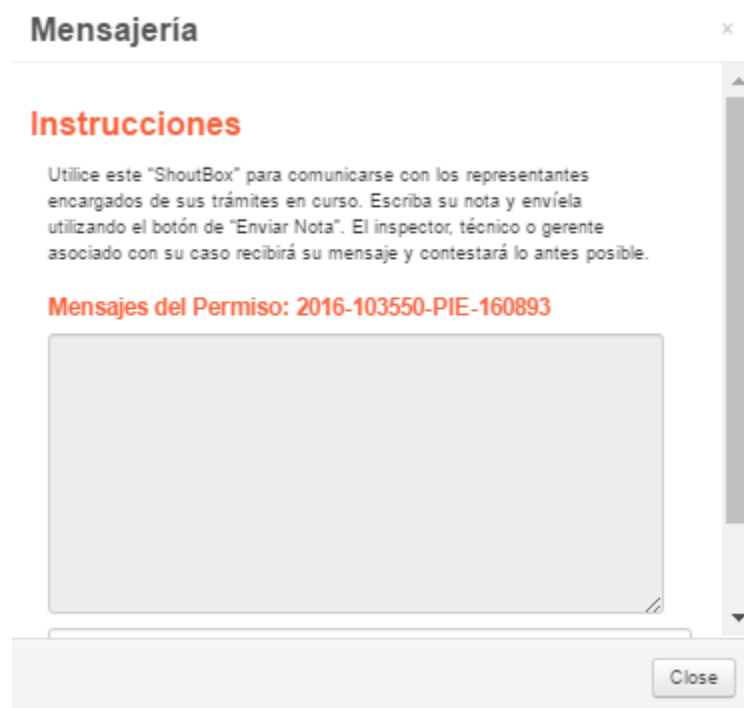 Mensajería
×
Instrucciones
Utilice este "ShoutBox" para comunicarse con los representantes
encargados de sus trámites en curso. Escriba su nota y envíela
utilizando el botón de "Enviar Nota". El inspector, técnico o gerente
asociado con su caso recibirá su mensaje y contestará lo antes posible.
Mensajes del Permiso: 2016-103550-PIE-160893
Close